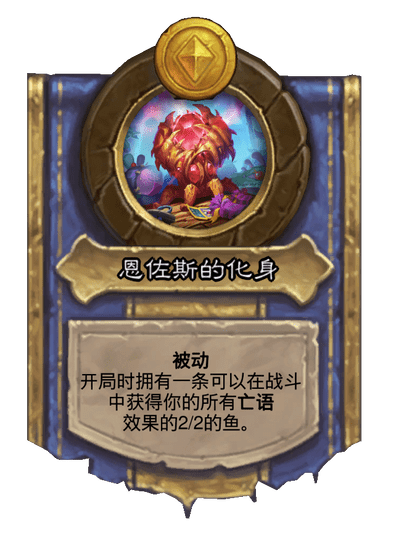 恩佐斯的化身
被动
开局时拥有一条可以在战斗
中获得你的所有亡语
效果的2/2的鱼。